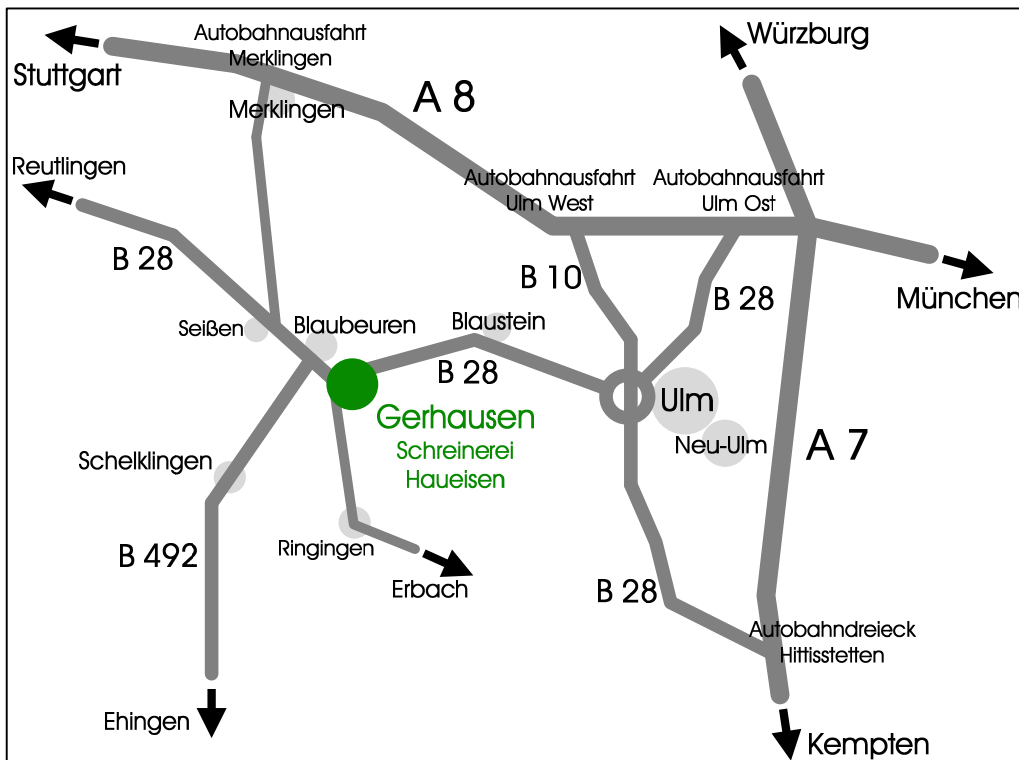 Autobahnausfahrt
Merklingen
Würzburg
Stuttgart
A 8
Merklingen
Reutlingen
Autobahnausfahrt
Ulm West
Autobahnausfahrt
Ulm Ost
B 28
B 10
B 28
München
Seißen
Blaubeuren
Blaustein
B 28
Ulm
Gerhausen
Schreinerei
Haueisen
Neu-Ulm
A 7
Schelklingen
B 492
Ringingen
Erbach
B 28
Autobahndreieck
Hittisstetten
Ehingen
Kempten